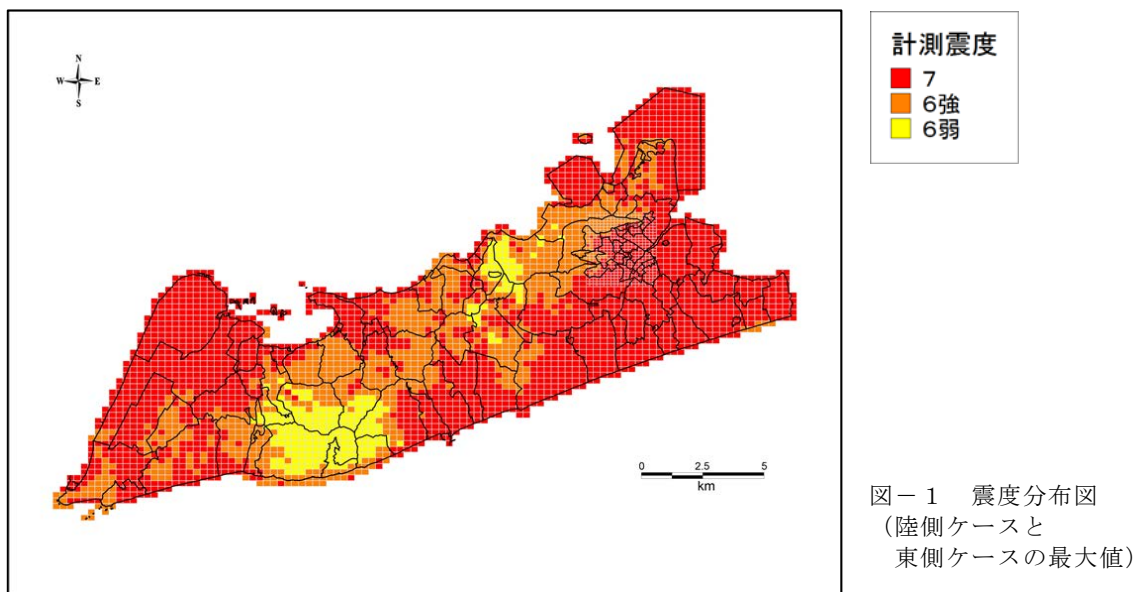 N
W E
S
計測震度
7
6強
6弱
0 2.5 5
km
図－1 震度分布図
（陸側ケースと
東側ケースの最大値）